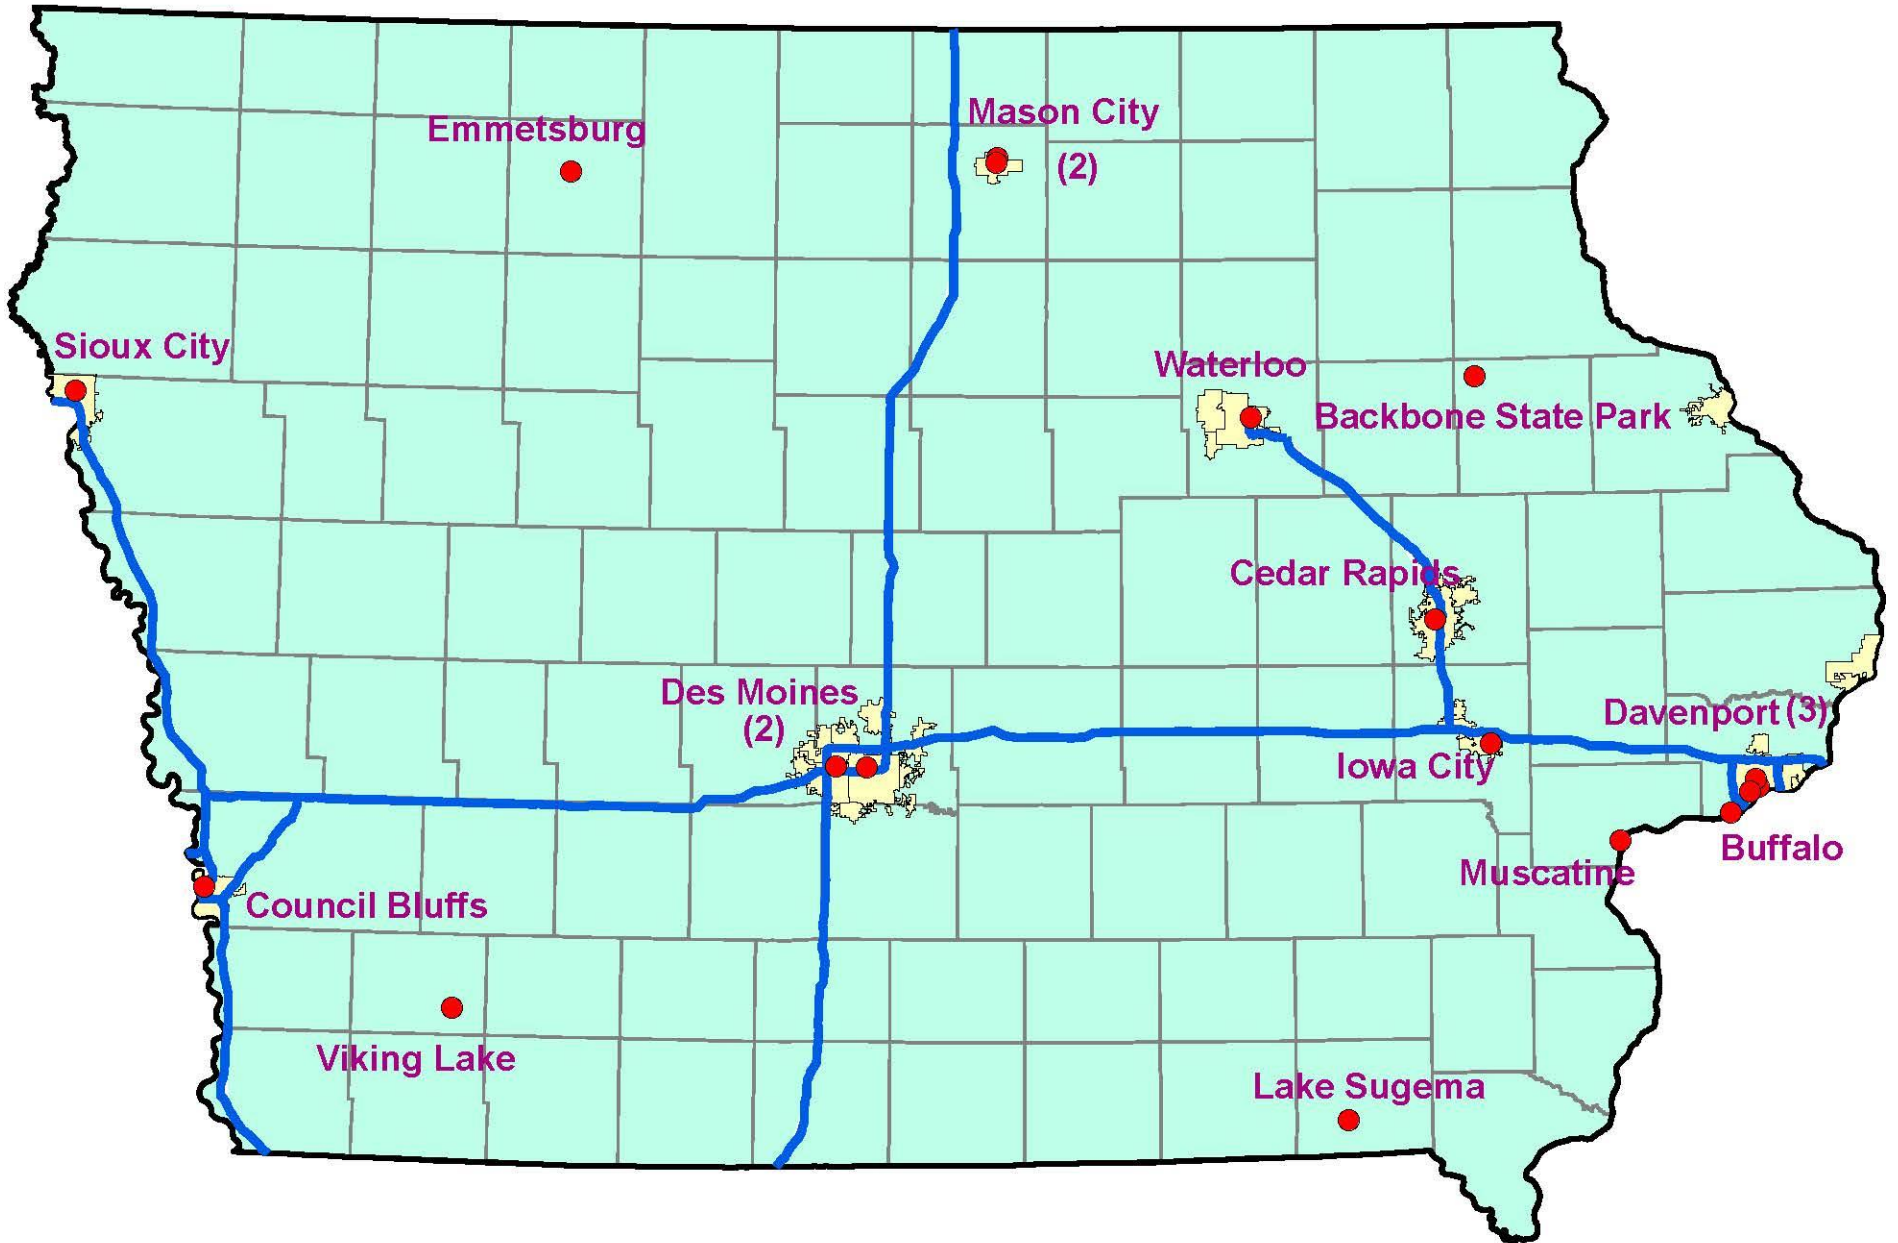 Mason City
Emmetsburg
(2)
Sioux City
Waterloo
Backbone State Park
Cedar Rapids
Des Moines
(2)
Davenport (3)
Iowa City
Buffalo
Muscatine
Council Bluffs
Viking Lake
Lake Sugema